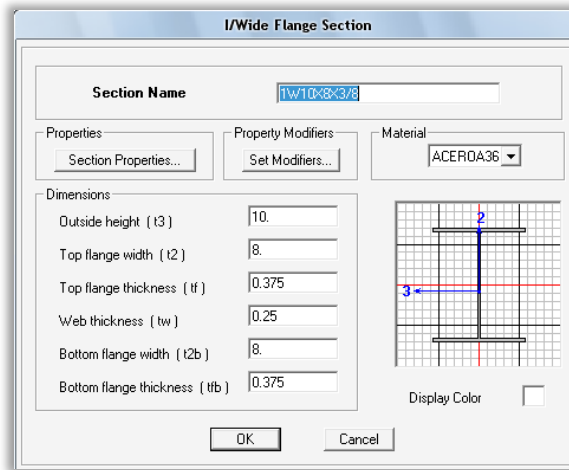 I/Wide Flange Section
Section Name 1W10X8X3/8
Properties Property Modifiers Material
Section Properties... Set Modifiers... ACEROA36
Dimensions
Outside height ( t3 ) 10.
Top flange width ( t2 ) 8.
Top flange thickness ( tf ) 0.375
Web thickness ( tw ) 0.25
Bottom flange width ( t2b ) 8.
Bottom flange thickness ( tfb ) 0.375
2
3
Display Color
OK Cancel